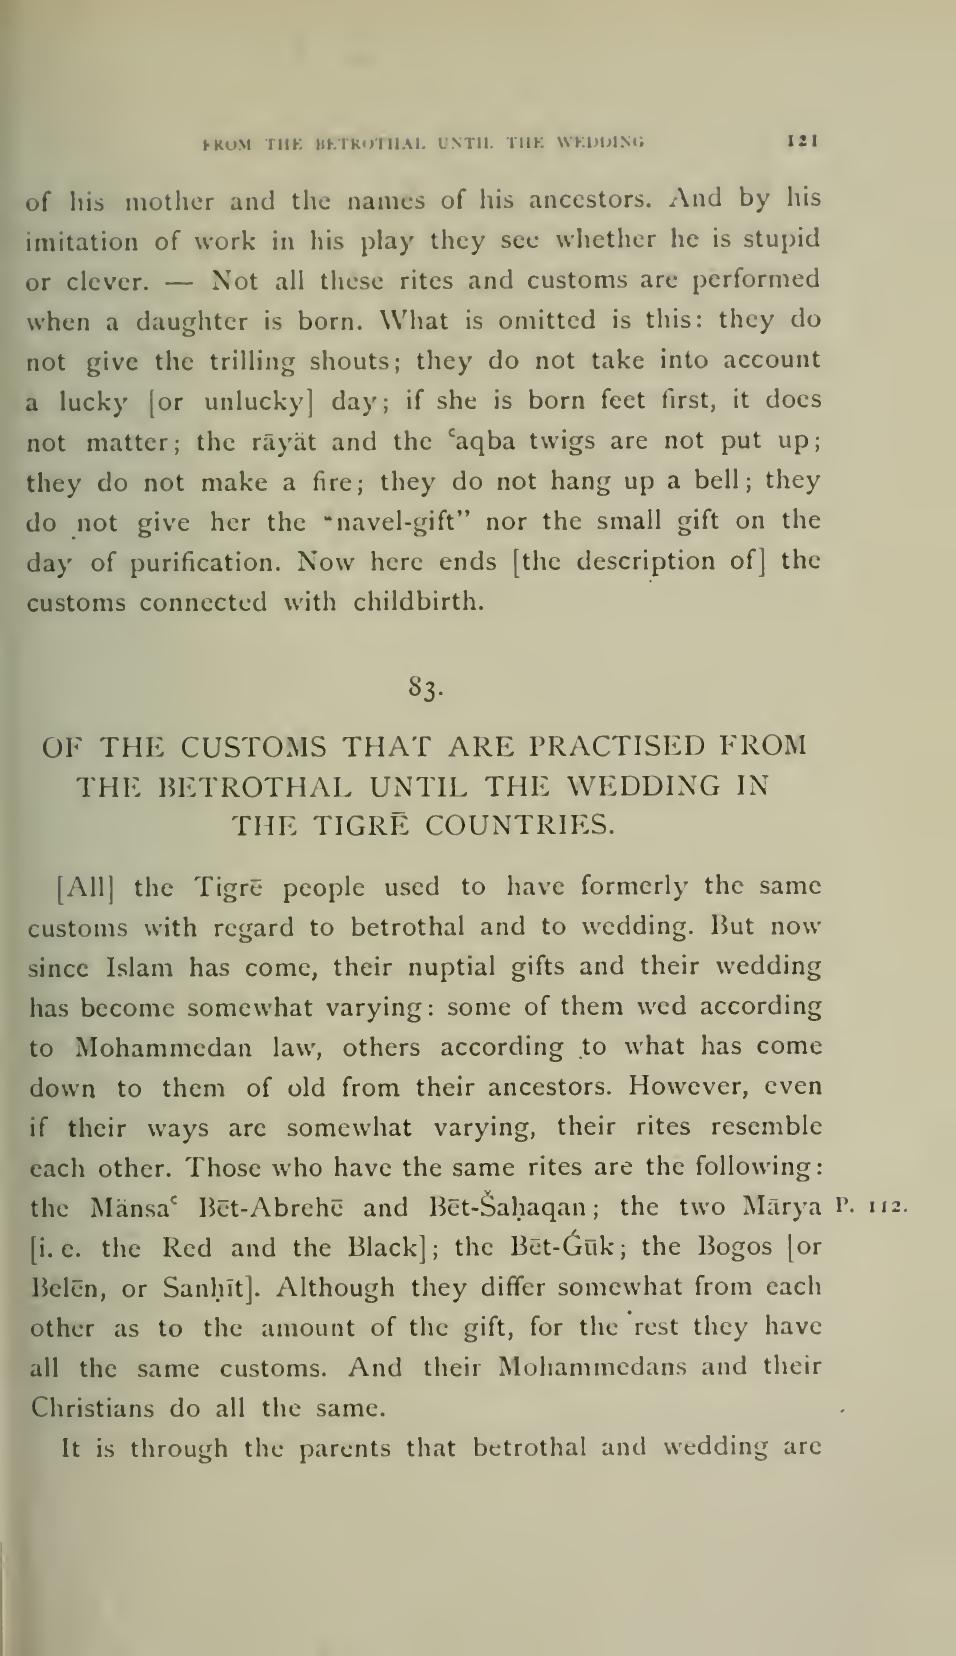 FROM THE BETROTHAL UNTIL THE WEDDING 121
of his mother and the names of his ancestors. And by his
imitation of work in his play they see whether he is stupid
or clever. — Not all these rites and customs are performed
when a daughter is born. What is omitted is this: they do
not give the trilling shouts; they do not take into account
a lucky [or unlucky] day; if she is born feet first, it does
not matter; the rāyät and the ʿaqba twigs are not put up;
they do not make a fire; they do not hang up a bell; they
do not give her the "navel-gift" nor the small gift on the
day of purification. Now here ends [the description of] the
customs connected with childbirth.
83.
OF THE CUSTOMS THAT ARE PRACTISED FROM
THE BETROTHAL UNTIL THE WEDDING IN
THE TIGRĒ COUNTRIES.
[All] the Tigrē people used to have formerly the same
customs with regard to betrothal and to wedding. But now
since Islam has come, their nuptial gifts and their wedding
has become somewhat varying: some of them wed according
to Mohammedan law, others according to what has come
down to them of old from their ancestors. However, even
if their ways are somewhat varying, their rites resemble
each other. Those who have the same rites are the following:
the Mänsaʿ Bēt-Abrehē and Bēt-Šaḥaqan; the two Mārya P. 112.
[i. e. the Red and the Black]; the Bēt-Ǵūk; the Bogos [or
Belēn, or Sanḥīt]. Although they differ somewhat from each
other as to the amount of the gift, for the rest they have
all the same customs. And their Mohammedans and their
Christians do all the same.
It is through the parents that betrothal and wedding are